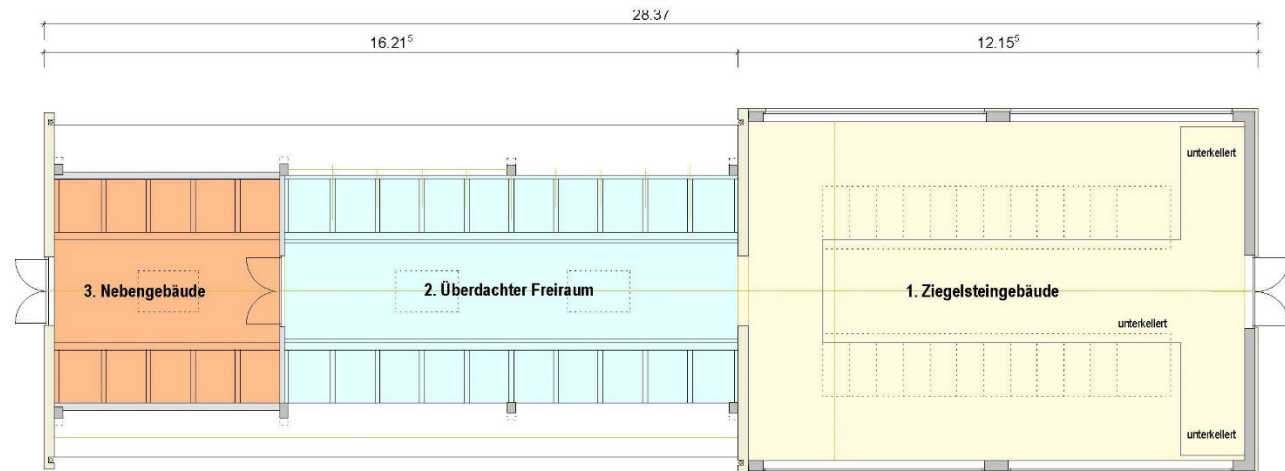 28.37
16.21⁵
12.15⁵
unterkellert
3. Nebengebäude
2. Überdachter Freiraum
1. Ziegelsteingebäude
unterkellert
unterkellert